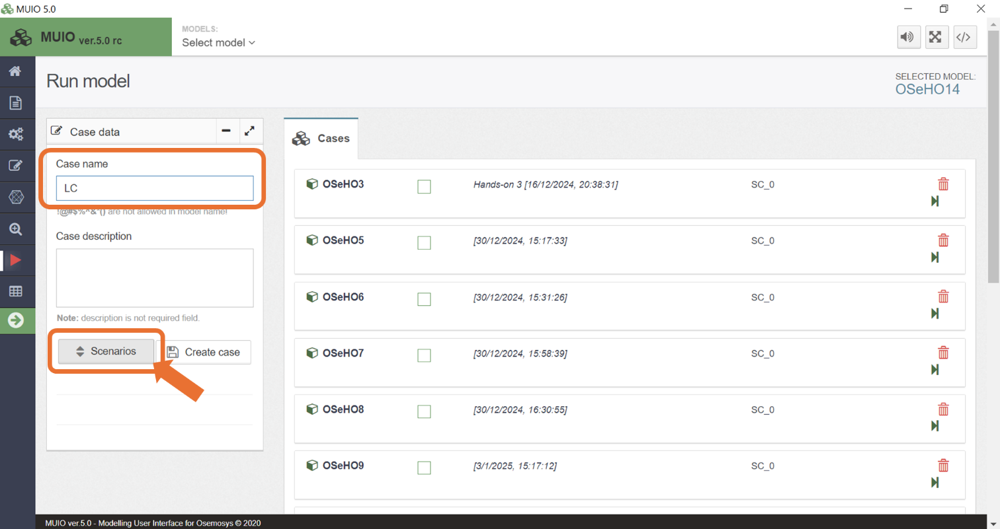 MUIO 5.0
MUIO ver.5.0 rc
MODELS:
Select model
Run model
SELECTED MODEL:
OSeHO14
Case data
Case name
LC
!@#$%^&*() are not allowed in model name!
Case description
Note: description is not required field.
Scenarios
Create case
Cases
OSeHO3 Hands-on 3 [16/12/2024, 20:38:31] SC_0
OSeHO5 [30/12/2024, 15:17:33] SC_0
OSeHO6 [30/12/2024, 15:31:26] SC_0
OSeHO7 [30/12/2024, 15:58:39] SC_0
OSeHO8 [30/12/2024, 16:30:55] SC_0
OSeHO9 [3/1/2025, 15:17:12] SC_0
MUIO ver.5.0 - Modelling User Interface for Osemosys © 2020